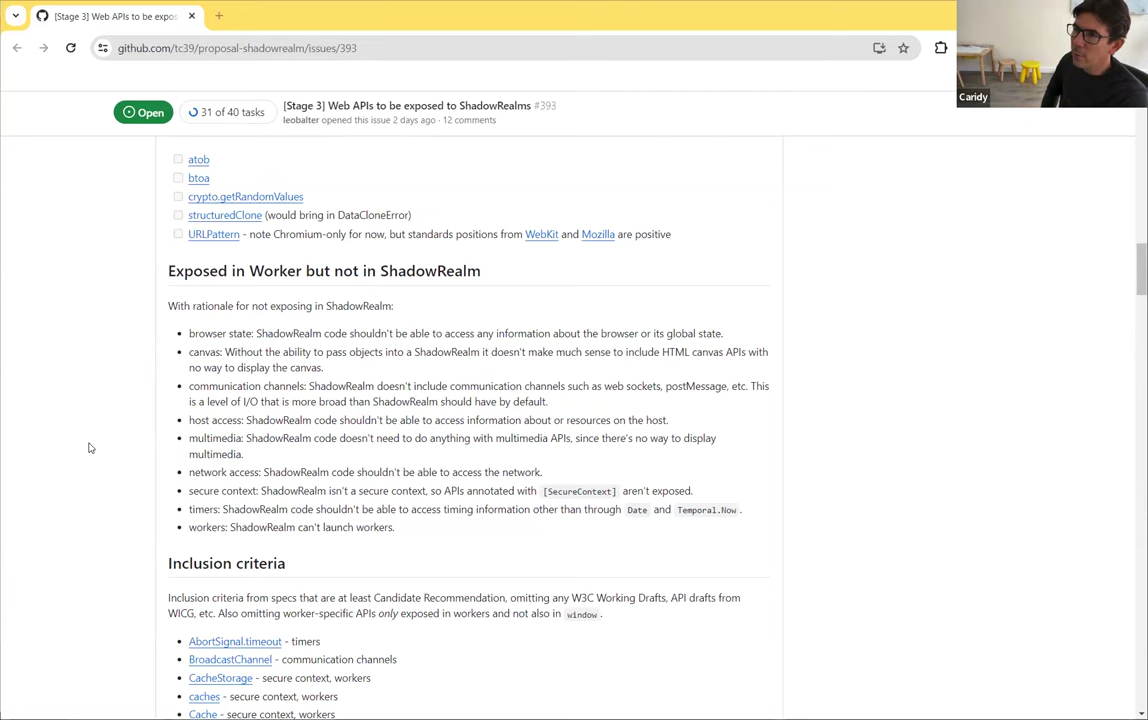 [Stage 3] Web APIs to be expos
github.com/tc39/proposal-shadowrealm/issues/393
Caridy
Open
31 of 40 tasks
[Stage 3] Web APIs to be exposed to ShadowRealms #393
leobalter opened this issue 2 days ago · 12 comments
atob
btoa
crypto.getRandomValues
structuredClone (would bring in DataCloneError)
URLPattern - note Chromium-only for now, but standards positions from WebKit and Mozilla are positive
Exposed in Worker but not in ShadowRealm
With rationale for not exposing in ShadowRealm:
browser state: ShadowRealm code shouldn't be able to access any information about the browser or its global state.
canvas: Without the ability to pass objects into a ShadowRealm it doesn't make much sense to include HTML canvas APIs with
no way to display the canvas.
communication channels: ShadowRealm doesn't include communication channels such as web sockets, postMessage, etc. This
is a level of I/O that is more broad than ShadowRealm should have by default.
host access: ShadowRealm code shouldn't be able to access information about or resources on the host.
multimedia: ShadowRealm code doesn't need to do anything with multimedia APIs, since there's no way to display
multimedia.
network access: ShadowRealm code shouldn't be able to access the network.
secure context: ShadowRealm isn't a secure context, so APIs annotated with [SecureContext] aren't exposed.
timers: ShadowRealm code shouldn't be able to access timing information other than through Date and Temporal.Now.
workers: ShadowRealm can't launch workers.
Inclusion criteria
Inclusion criteria from specs that are at least Candidate Recommendation, omitting any W3C Working Drafts, API drafts from
WICG, etc. Also omitting worker-specific APIs only exposed in workers and not also in window.
AbortSignal.timeout - timers
BroadcastChannel - communication channels
CacheStorage - secure context, workers
caches - secure context, workers
Cache - secure context, workers